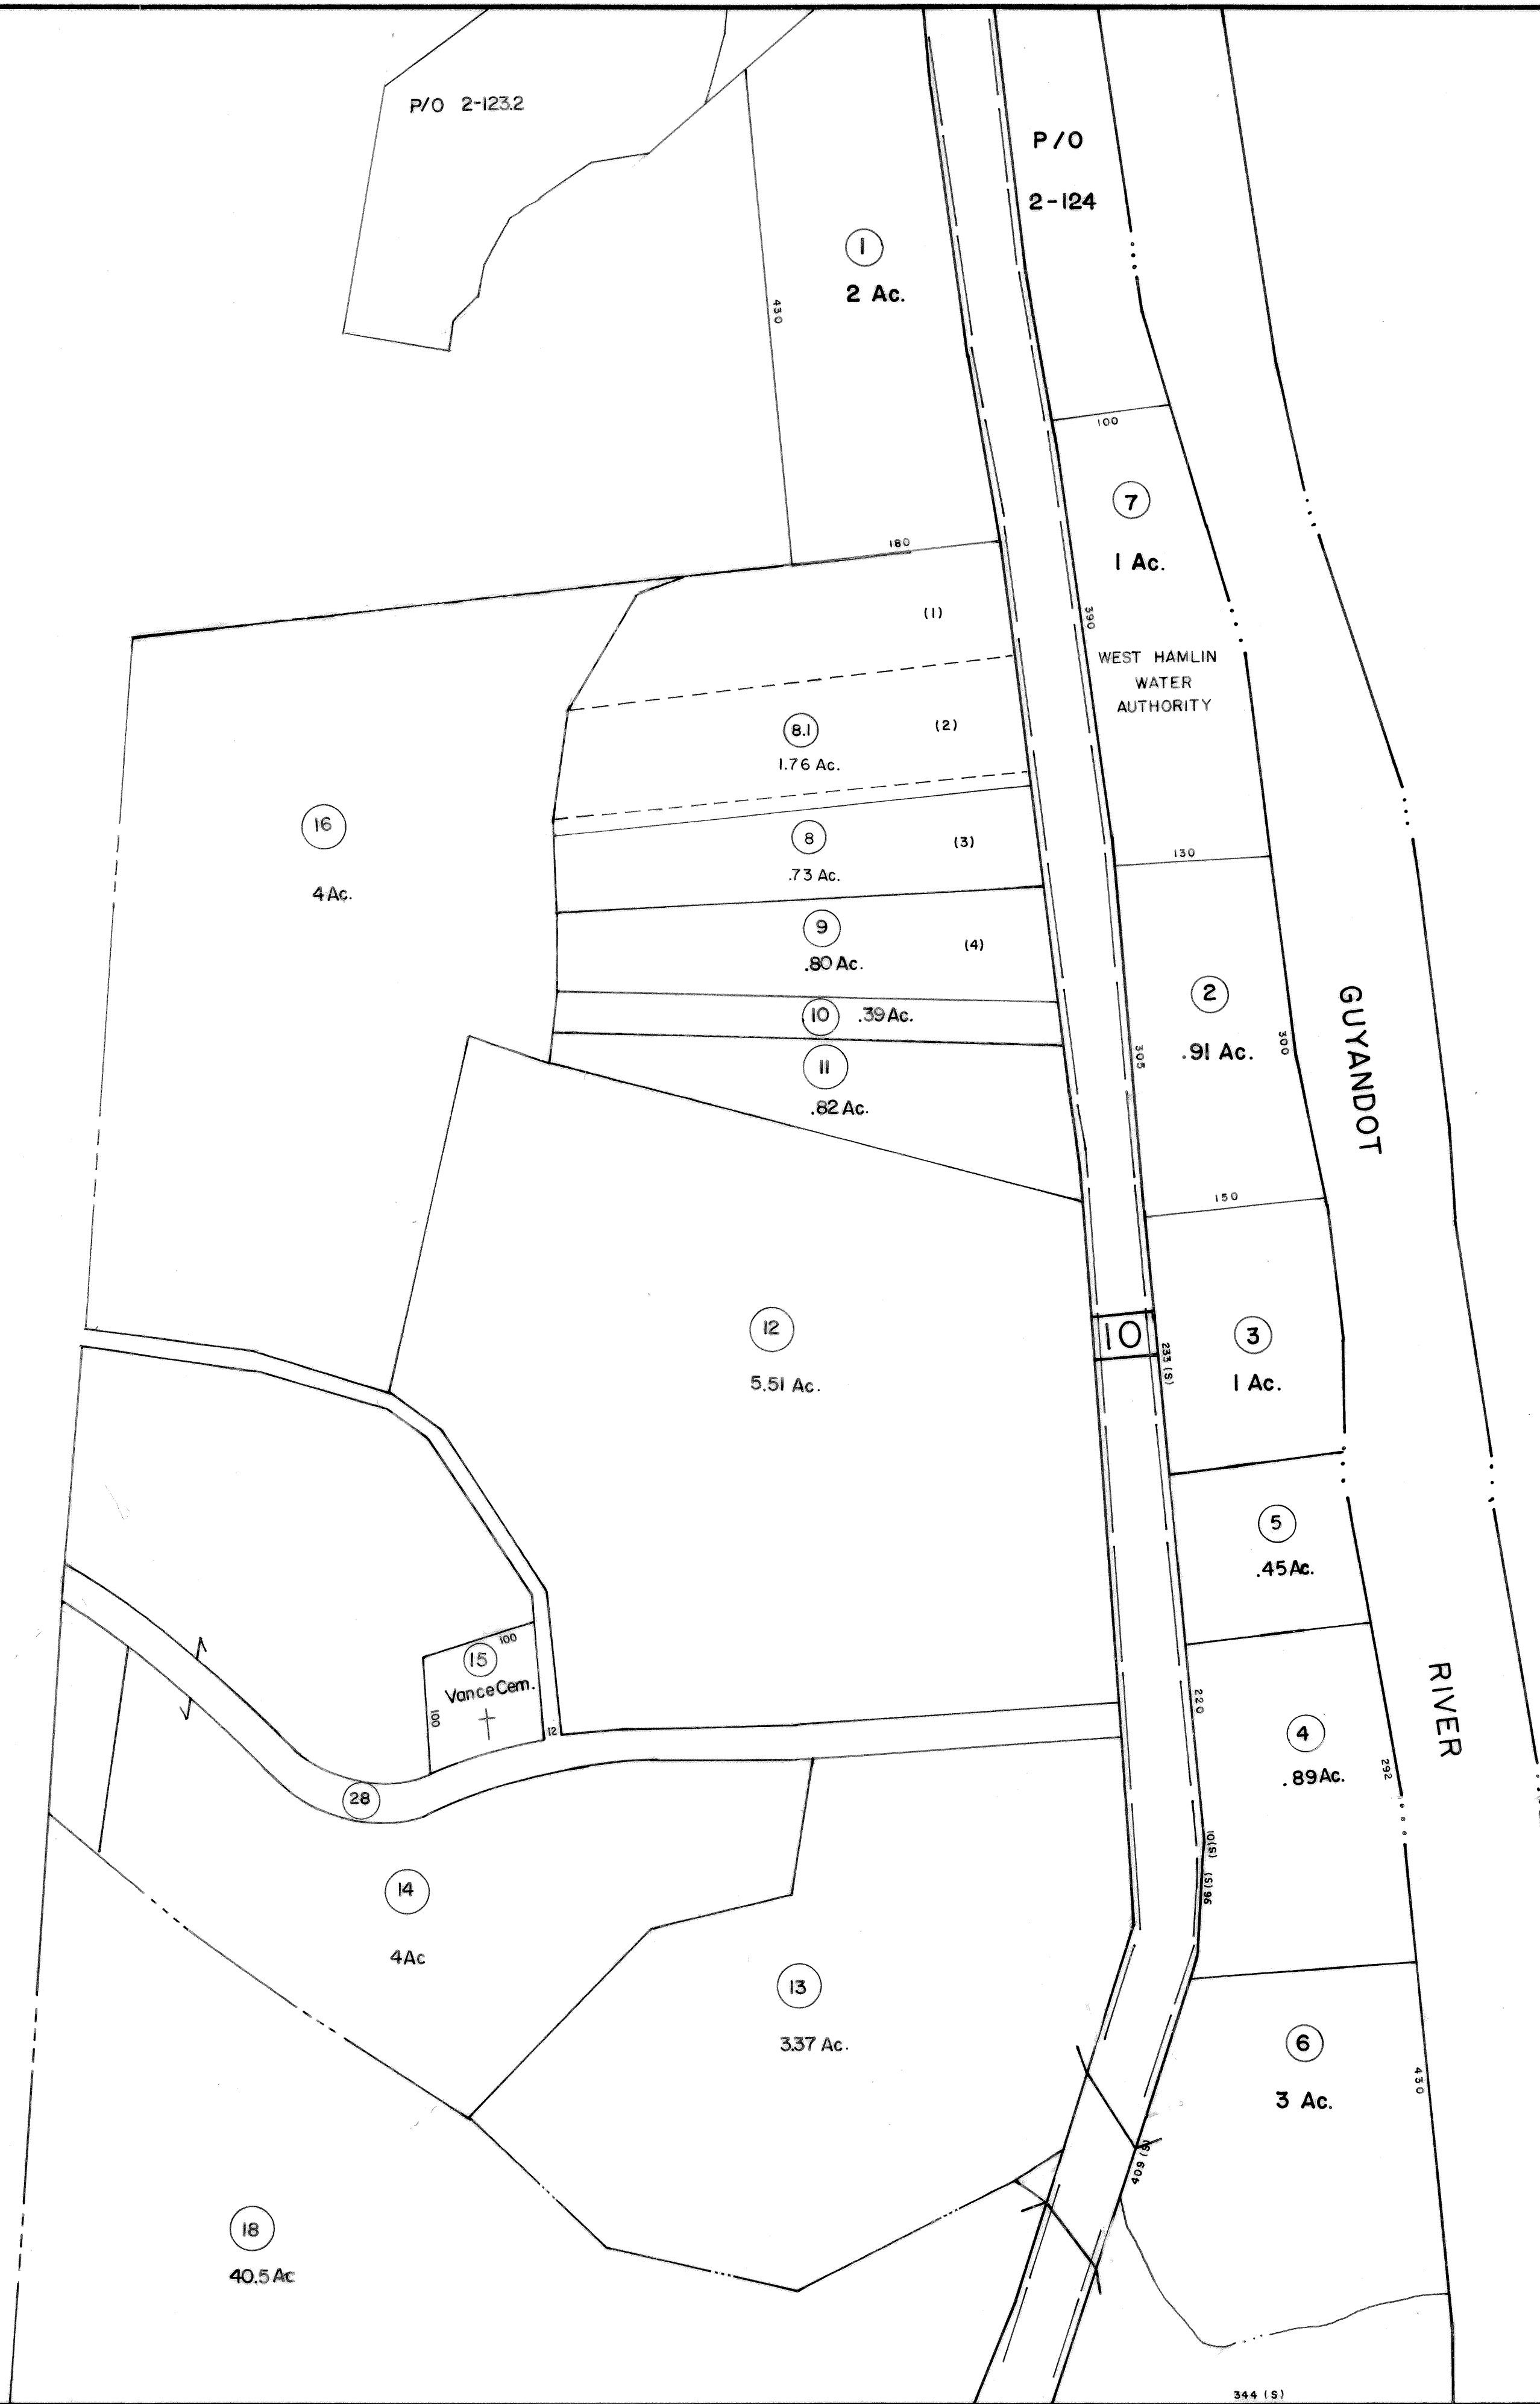 P/O 2-123.2
P/O
2-124
1
2 Ac.
430
100
7
1 Ac.
180
(1)
390
WEST HAMLIN
WATER
AUTHORITY
8.1
(2)
1.76 Ac.
16
4 Ac.
8
(3)
.73 Ac.
130
9
(4)
.80 Ac.
2
.91 Ac.
305
300
GUYANDOT
10 .39 Ac.
11
.82 Ac.
150
12
5.51 Ac.
10
233 (S)
3
1 Ac.
5
.45 Ac.
100
15
Vance Cem.
100
12
220
RIVER
4
.89 Ac.
292
28
10(S)
96 (S)
14
4 Ac
13
3.37 Ac.
6
3 Ac.
430
409 (S)
18
40.5 Ac
344 (S)